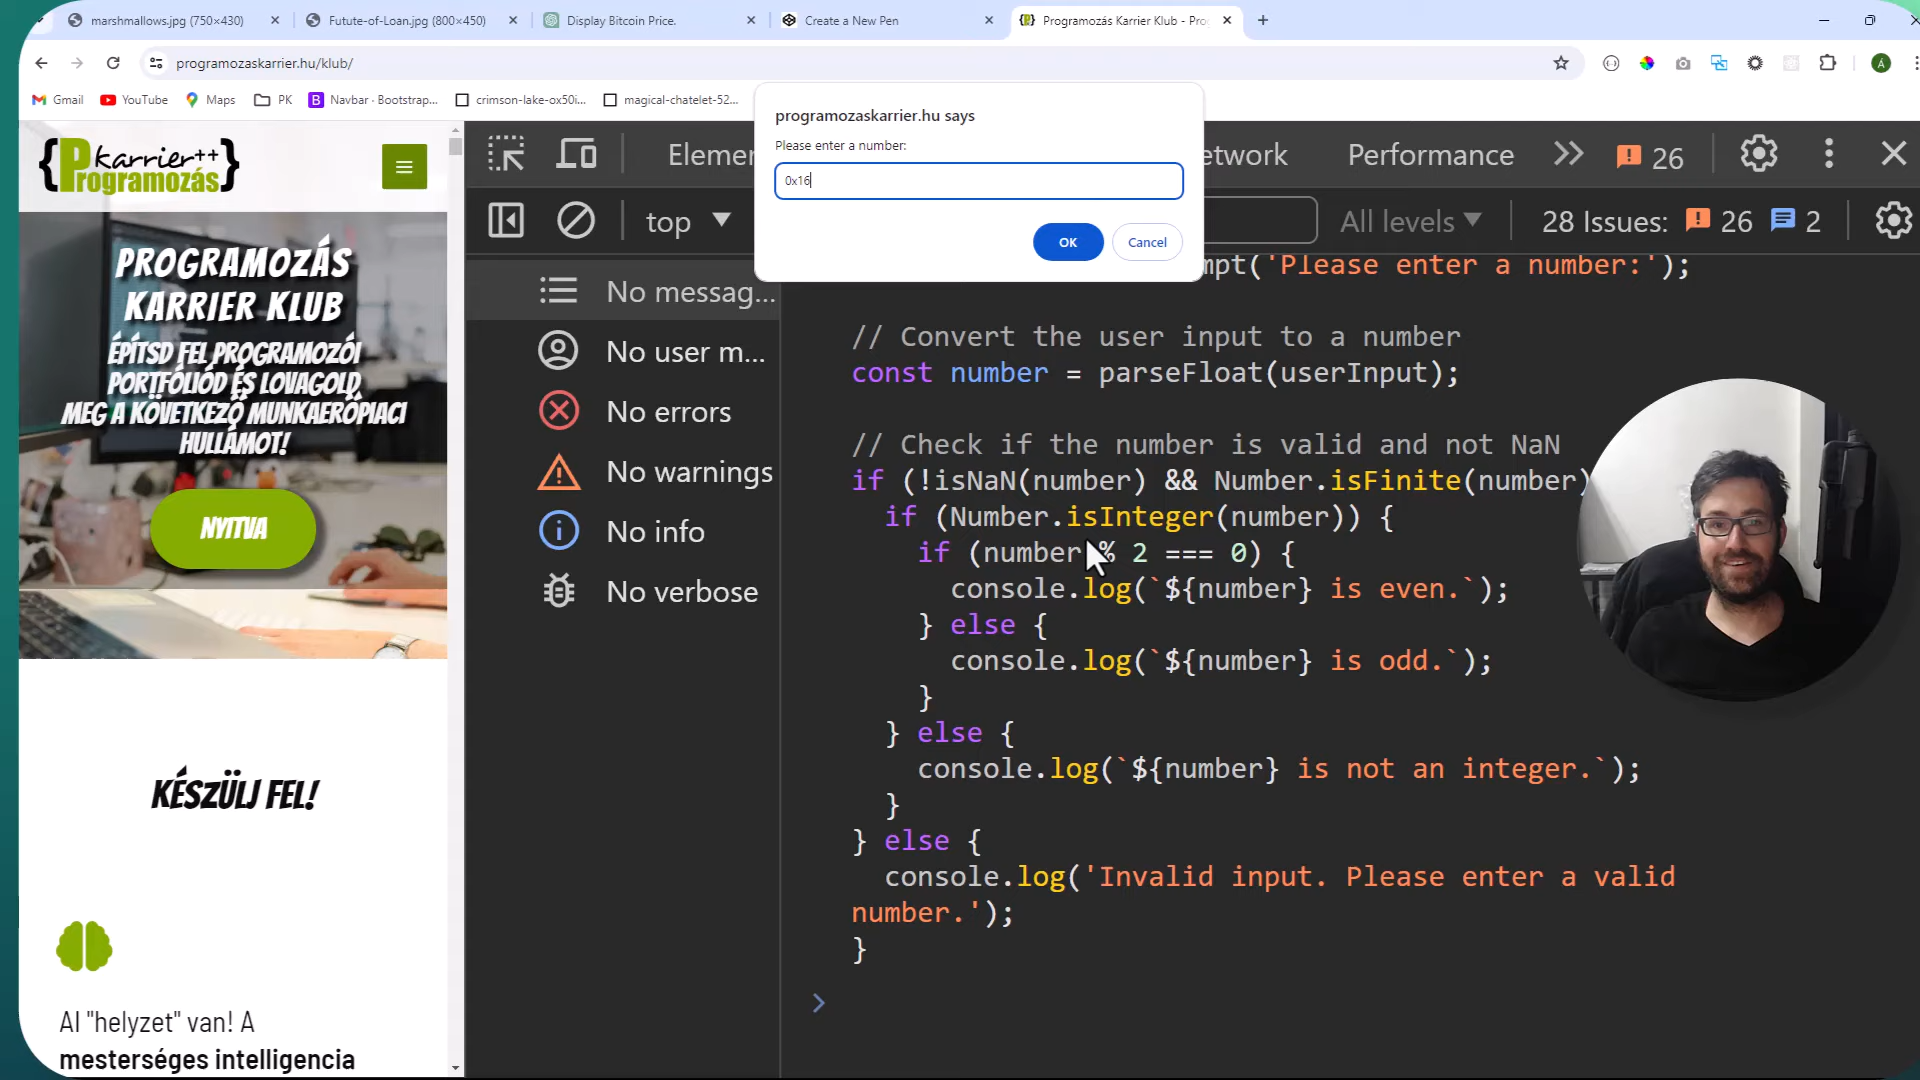 marshmallows.jpg (750×430)
Futute-of-Loan.jpg (800×450)
Display Bitcoin Price.
Create a New Pen
Programozás Karrier Klub - Pro
programozaskarrier.hu/klub/
Gmail
YouTube
Maps
PK
Navbar · Bootstrap...
crimson-lake-ox50i...
magical-chatelet-52...
programozaskarrier.hu says
Please enter a number:
0x16
OK
Cancel
{Programozás karrier++}
PROGRAMOZÁS
KARRIER KLUB
ÉPÍTSD FEL PROGRAMOZÓI
PORTFÓLIÓD ÉS LOVAGOLD
MEG A KÖVETKEZŐ MUNKAERŐPIACI
HULLÁMOT!
NYITVA
KÉSZÜLJ FEL!
AI "helyzet" van! A
mesterséges intelligencia
Elemen
etwork
Performance
26
top
All levels
28 Issues:
26
2
No messag...
No user m...
No errors
No warnings
No info
No verbose
mpt('Please enter a number:');
// Convert the user input to a number
const number = parseFloat(userInput);
// Check if the number is valid and not NaN
if (!isNaN(number) && Number.isFinite(number)
if (Number.isInteger(number)) {
if (number % 2 === 0) {
console.log(`${number} is even.`);
} else {
console.log(`${number} is odd.`);
}
} else {
console.log(`${number} is not an integer.`);
}
} else {
console.log('Invalid input. Please enter a valid
number.');
}